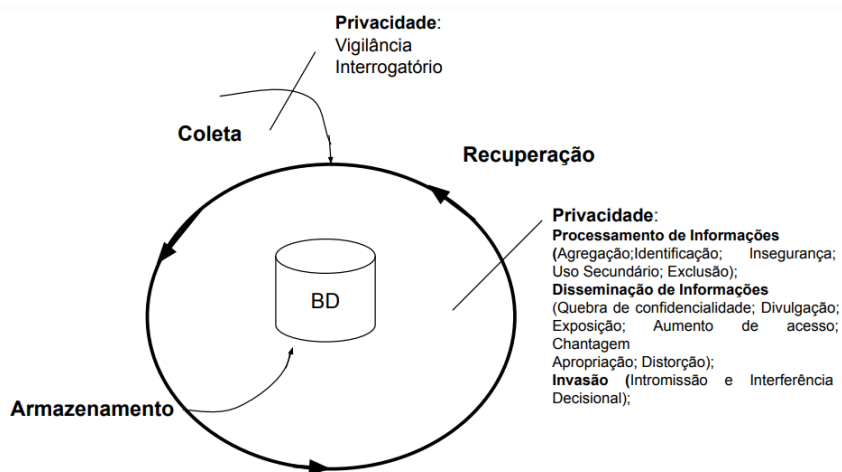 Privacidade:
Vigilância
Interrogatório
Coleta
Recuperação
Privacidade:
Processamento de Informações
(Agregação;Identificação; Insegurança;
Uso Secundário; Exclusão);
Disseminação de Informações
(Quebra de confidencialidade; Divulgação;
Exposição; Aumento de acesso;
Chantagem
Apropriação; Distorção);
Invasão (Intromissão e Interferência
Decisional);
BD
Armazenamento